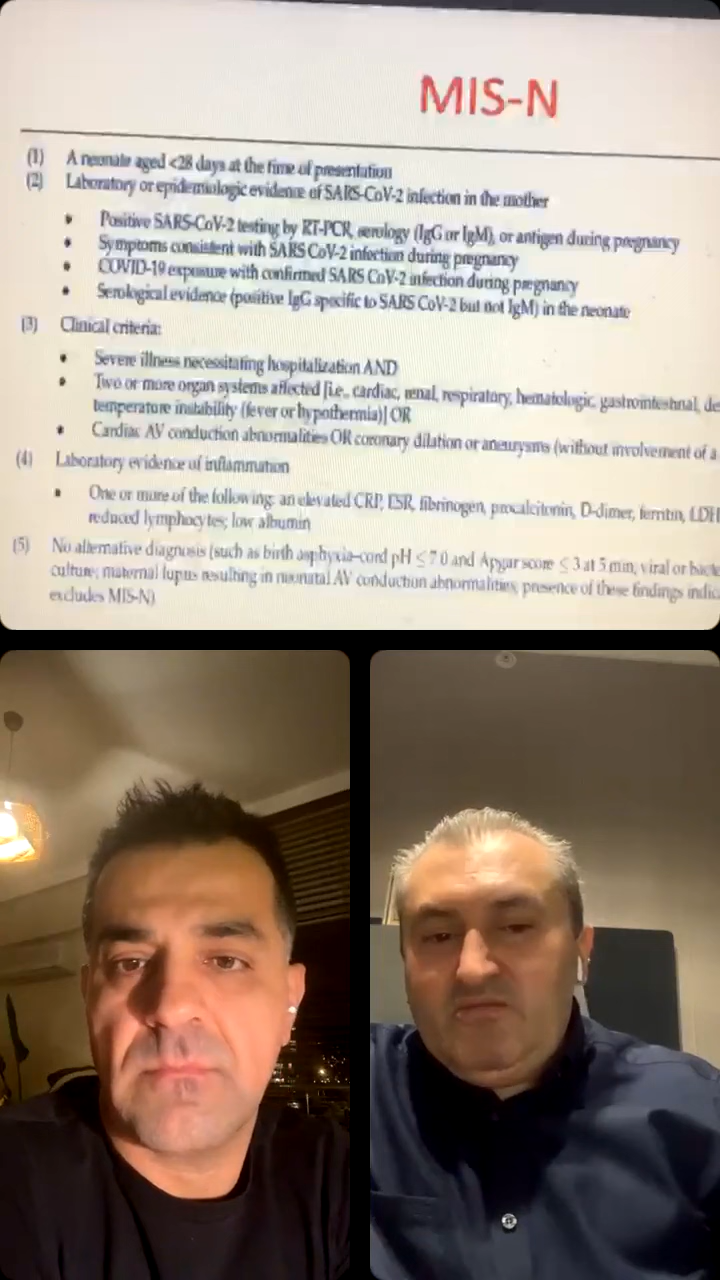 MIS-N
(1) A neonate aged <28 days at the time of presentation
(2) Laboratory or epidemiologic evidence of SARS-CoV-2 infection in the mother
• Positive SARS-CoV-2 testing by RT-PCR, serology (IgG or IgM), or antigen during pregnancy
• Symptoms consistent with SARS CoV-2 infection during pregnancy
• COVID-19 exposure with confirmed SARS CoV-2 infection during pregnancy
• Serological evidence (positive IgG specific to SARS CoV-2 but not IgM) in the neonate
(3) Clinical criteria:
• Severe illness necessitating hospitalization AND
• Two or more organ systems affected [i.e., cardiac, renal, respiratory, hematologic, gastrointestinal, de
temperature instability (fever or hypothermia)] OR
• Cardiac AV conduction abnormalities OR coronary dilation or aneurysms (without involvement of a
(4) Laboratory evidence of inflammation
• One or more of the following: an elevated CRP, ESR, fibrinogen, procalcitonin, D-dimer, ferritin, LDH
reduced lymphocytes; low albumin
(5) No alternative diagnosis (such as birth asphyxia-cord pH ≤ 7.0 and Apgar score ≤ 3 at 5 min, viral or bacte
culture; maternal lupus resulting in neonatal AV conduction abnormalities; presence of these findings indic
excludes MIS-N)